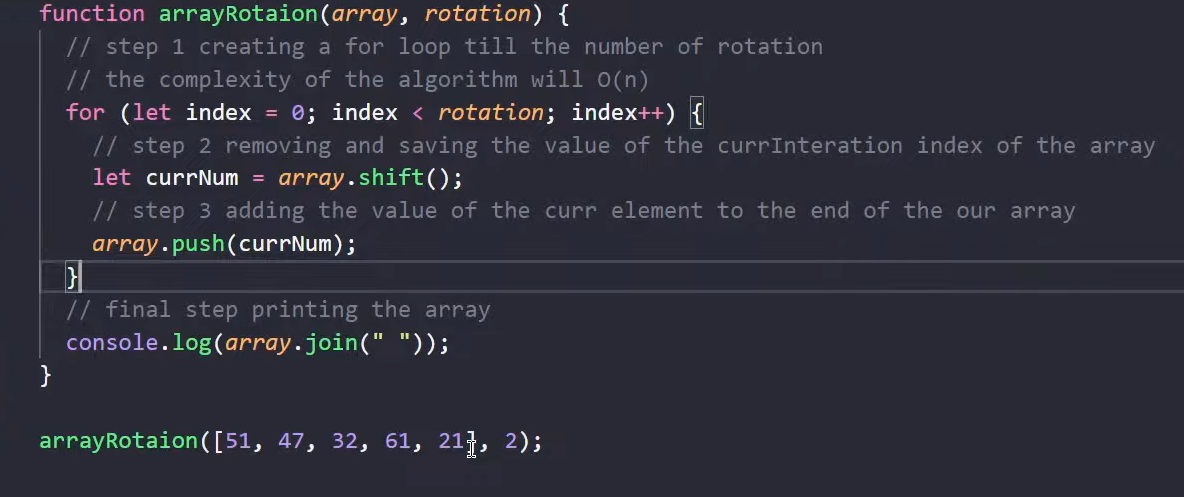 function arrayRotaion(array, rotation) {
// step 1 creating a for loop till the number of rotation
// the complexity of the algorithm will O(n)
for (let index = 0; index < rotation; index++) {
// step 2 removing and saving the value of the currInteration index of the array
let currNum = array.shift();
// step 3 adding the value of the curr element to the end of the our array
array.push(currNum);
}
// final step printing the array
console.log(array.join(" "));
}
arrayRotaion([51, 47, 32, 61, 21], 2);